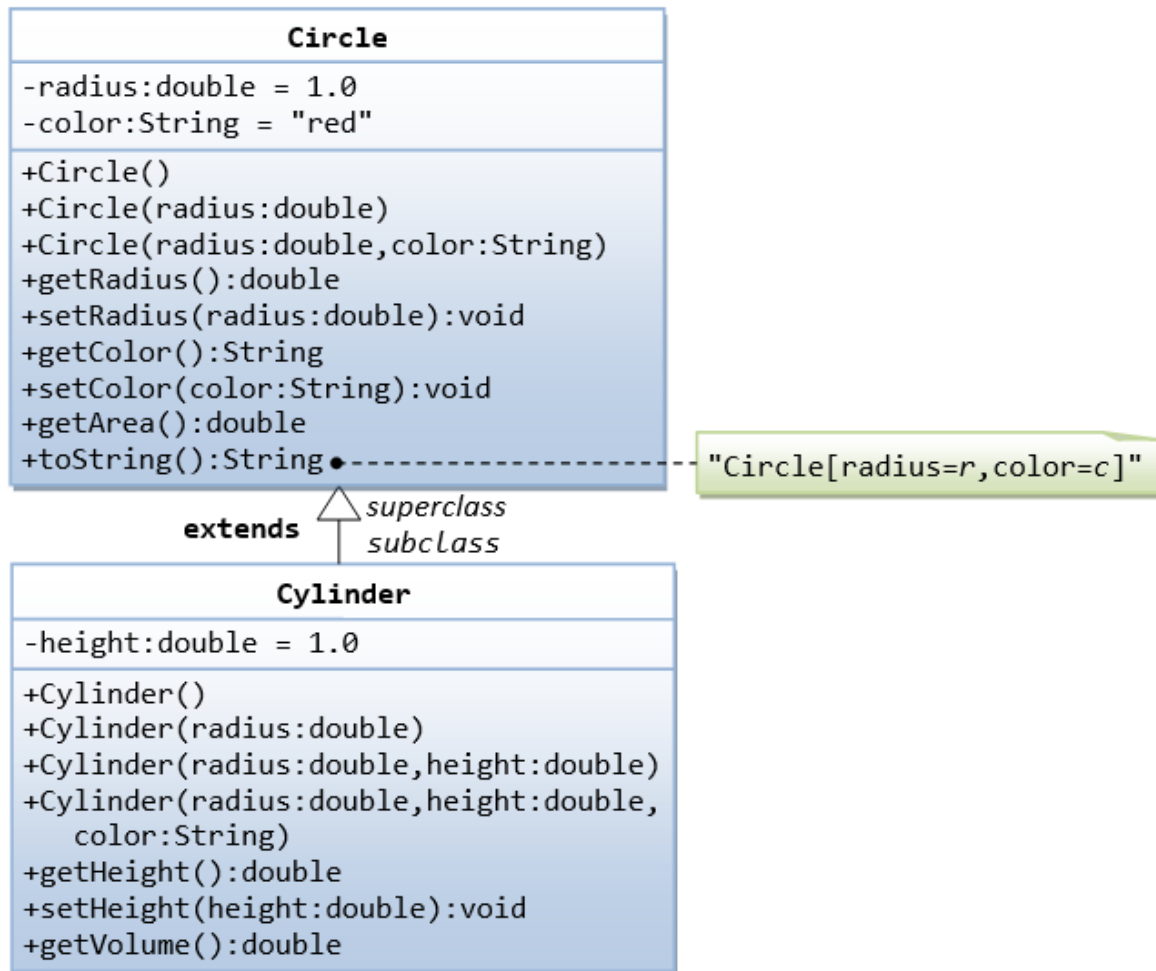 Circle
-radius:double = 1.0
-color:String = "red"
+Circle()
+Circle(radius:double)
+Circle(radius:double,color:String)
+getRadius():double
+setRadius(radius:double):void
+getColor():String
+setColor(color:String):void
+getArea():double
+toString():String
"Circle[radius=r,color=c]"
superclass
extends
subclass
Cylinder
-height:double = 1.0
+Cylinder()
+Cylinder(radius:double)
+Cylinder(radius:double,height:double)
+Cylinder(radius:double,height:double,
color:String)
+getHeight():double
+setHeight(height:double):void
+getVolume():double